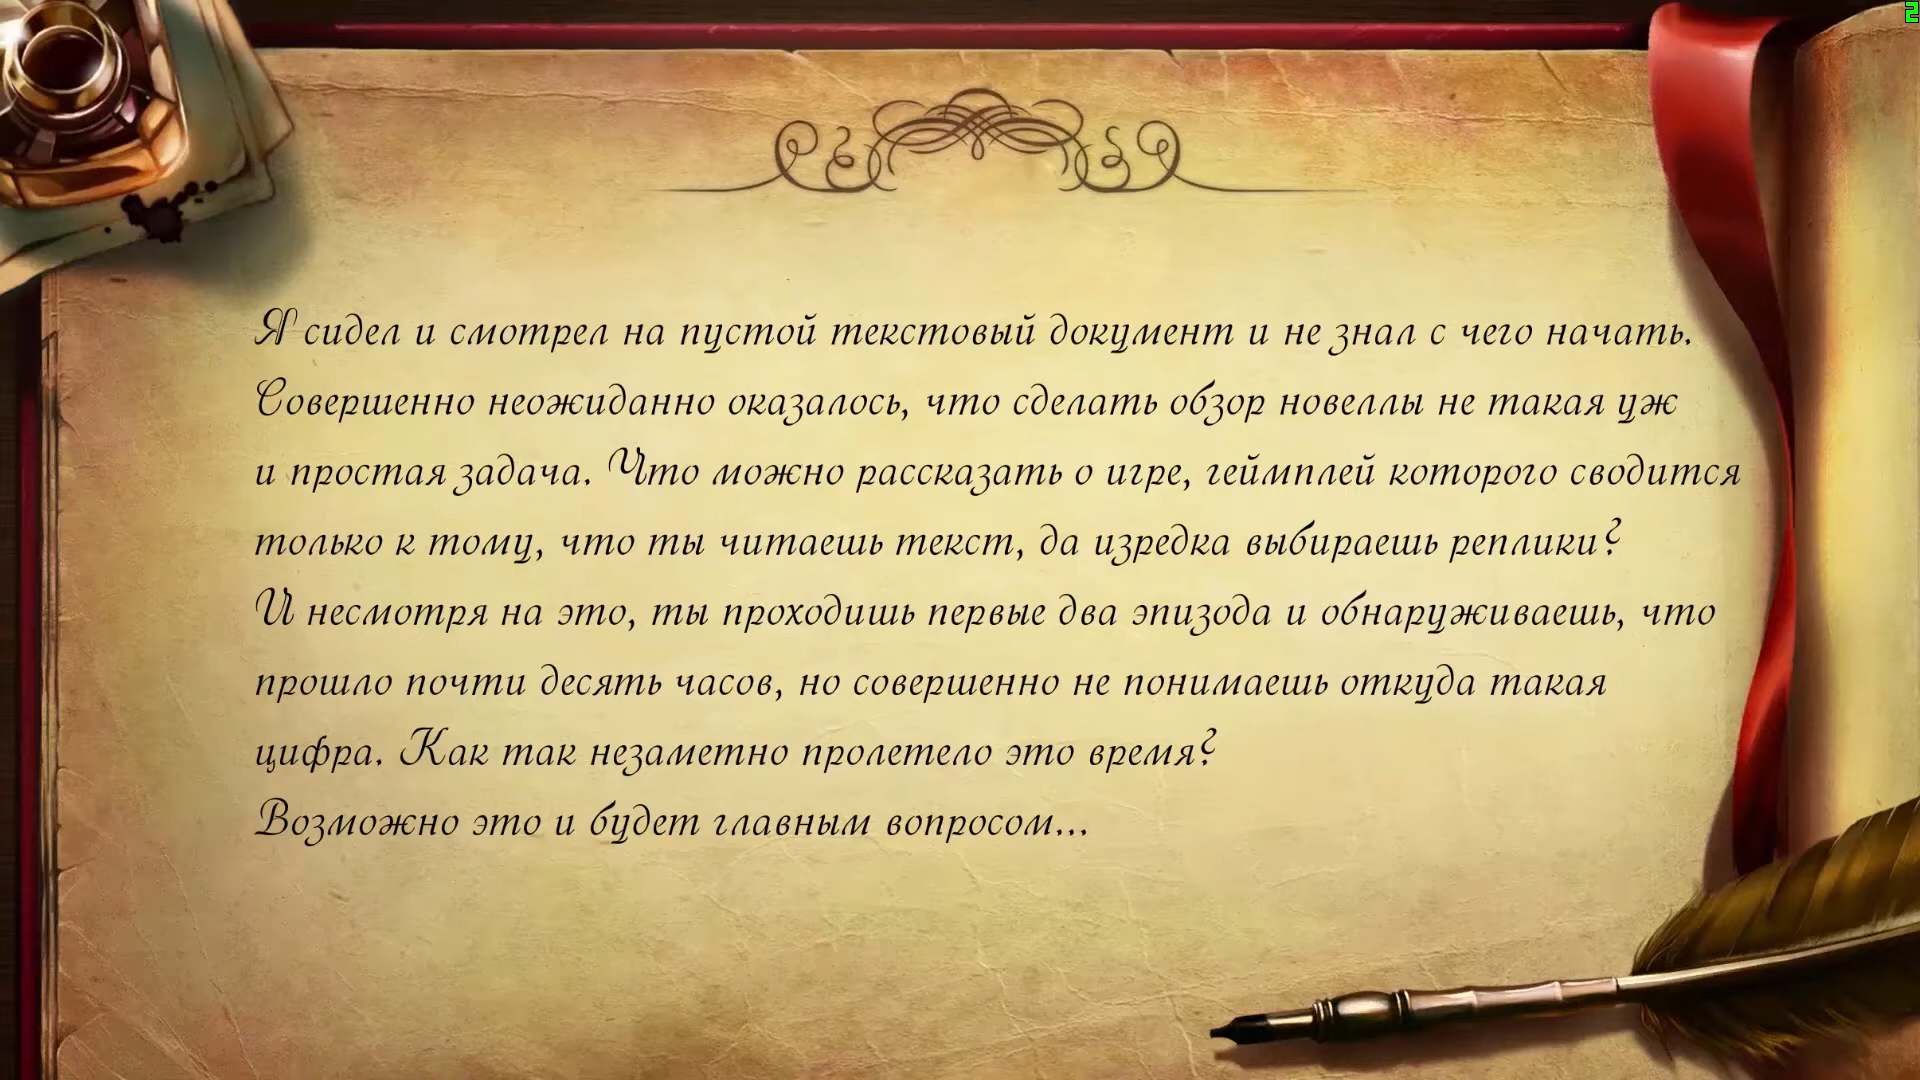 2
Я сидел и смотрел на пустой текстовый документ и не знал с чего начать.
Совершенно неожиданно оказалось, что сделать обзор новеллы не такая уж
и простая задача. Что можно рассказать о игре, геймплей которого сводится
только к тому, что ты читаешь текст, да изредка выбираешь реплики?
И несмотря на это, ты проходишь первые два эпизода и обнаруживаешь, что
прошло почти десять часов, но совершенно не понимаешь откуда такая
цифра. Как так незаметно пролетело это время?
Возможно это и будет главным вопросом...